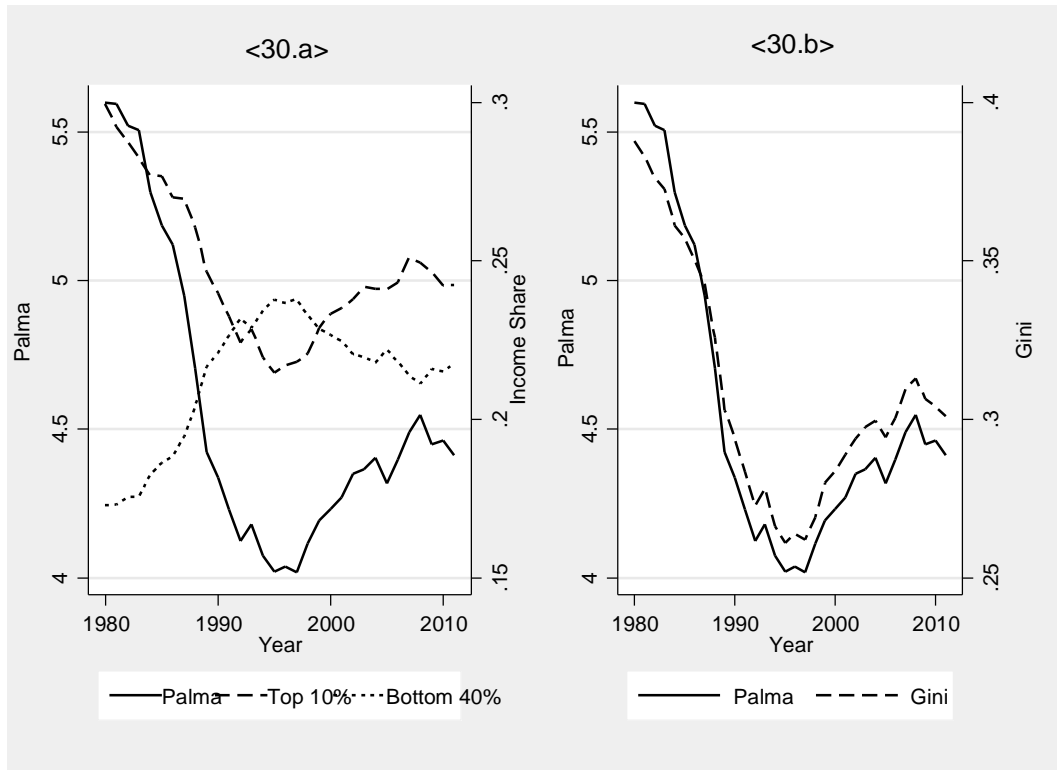 <30.a>
4
4.5
5
5.5
Palma
.15
.2
.25
.3
Income Share
1980
1990
2000
2010
Year
Palma
Top 10%
Bottom 40%
<30.b>
4
4.5
5
5.5
Palma
.25
.3
.35
.4
Gini
1980
1990
2000
2010
Year
Palma
Gini